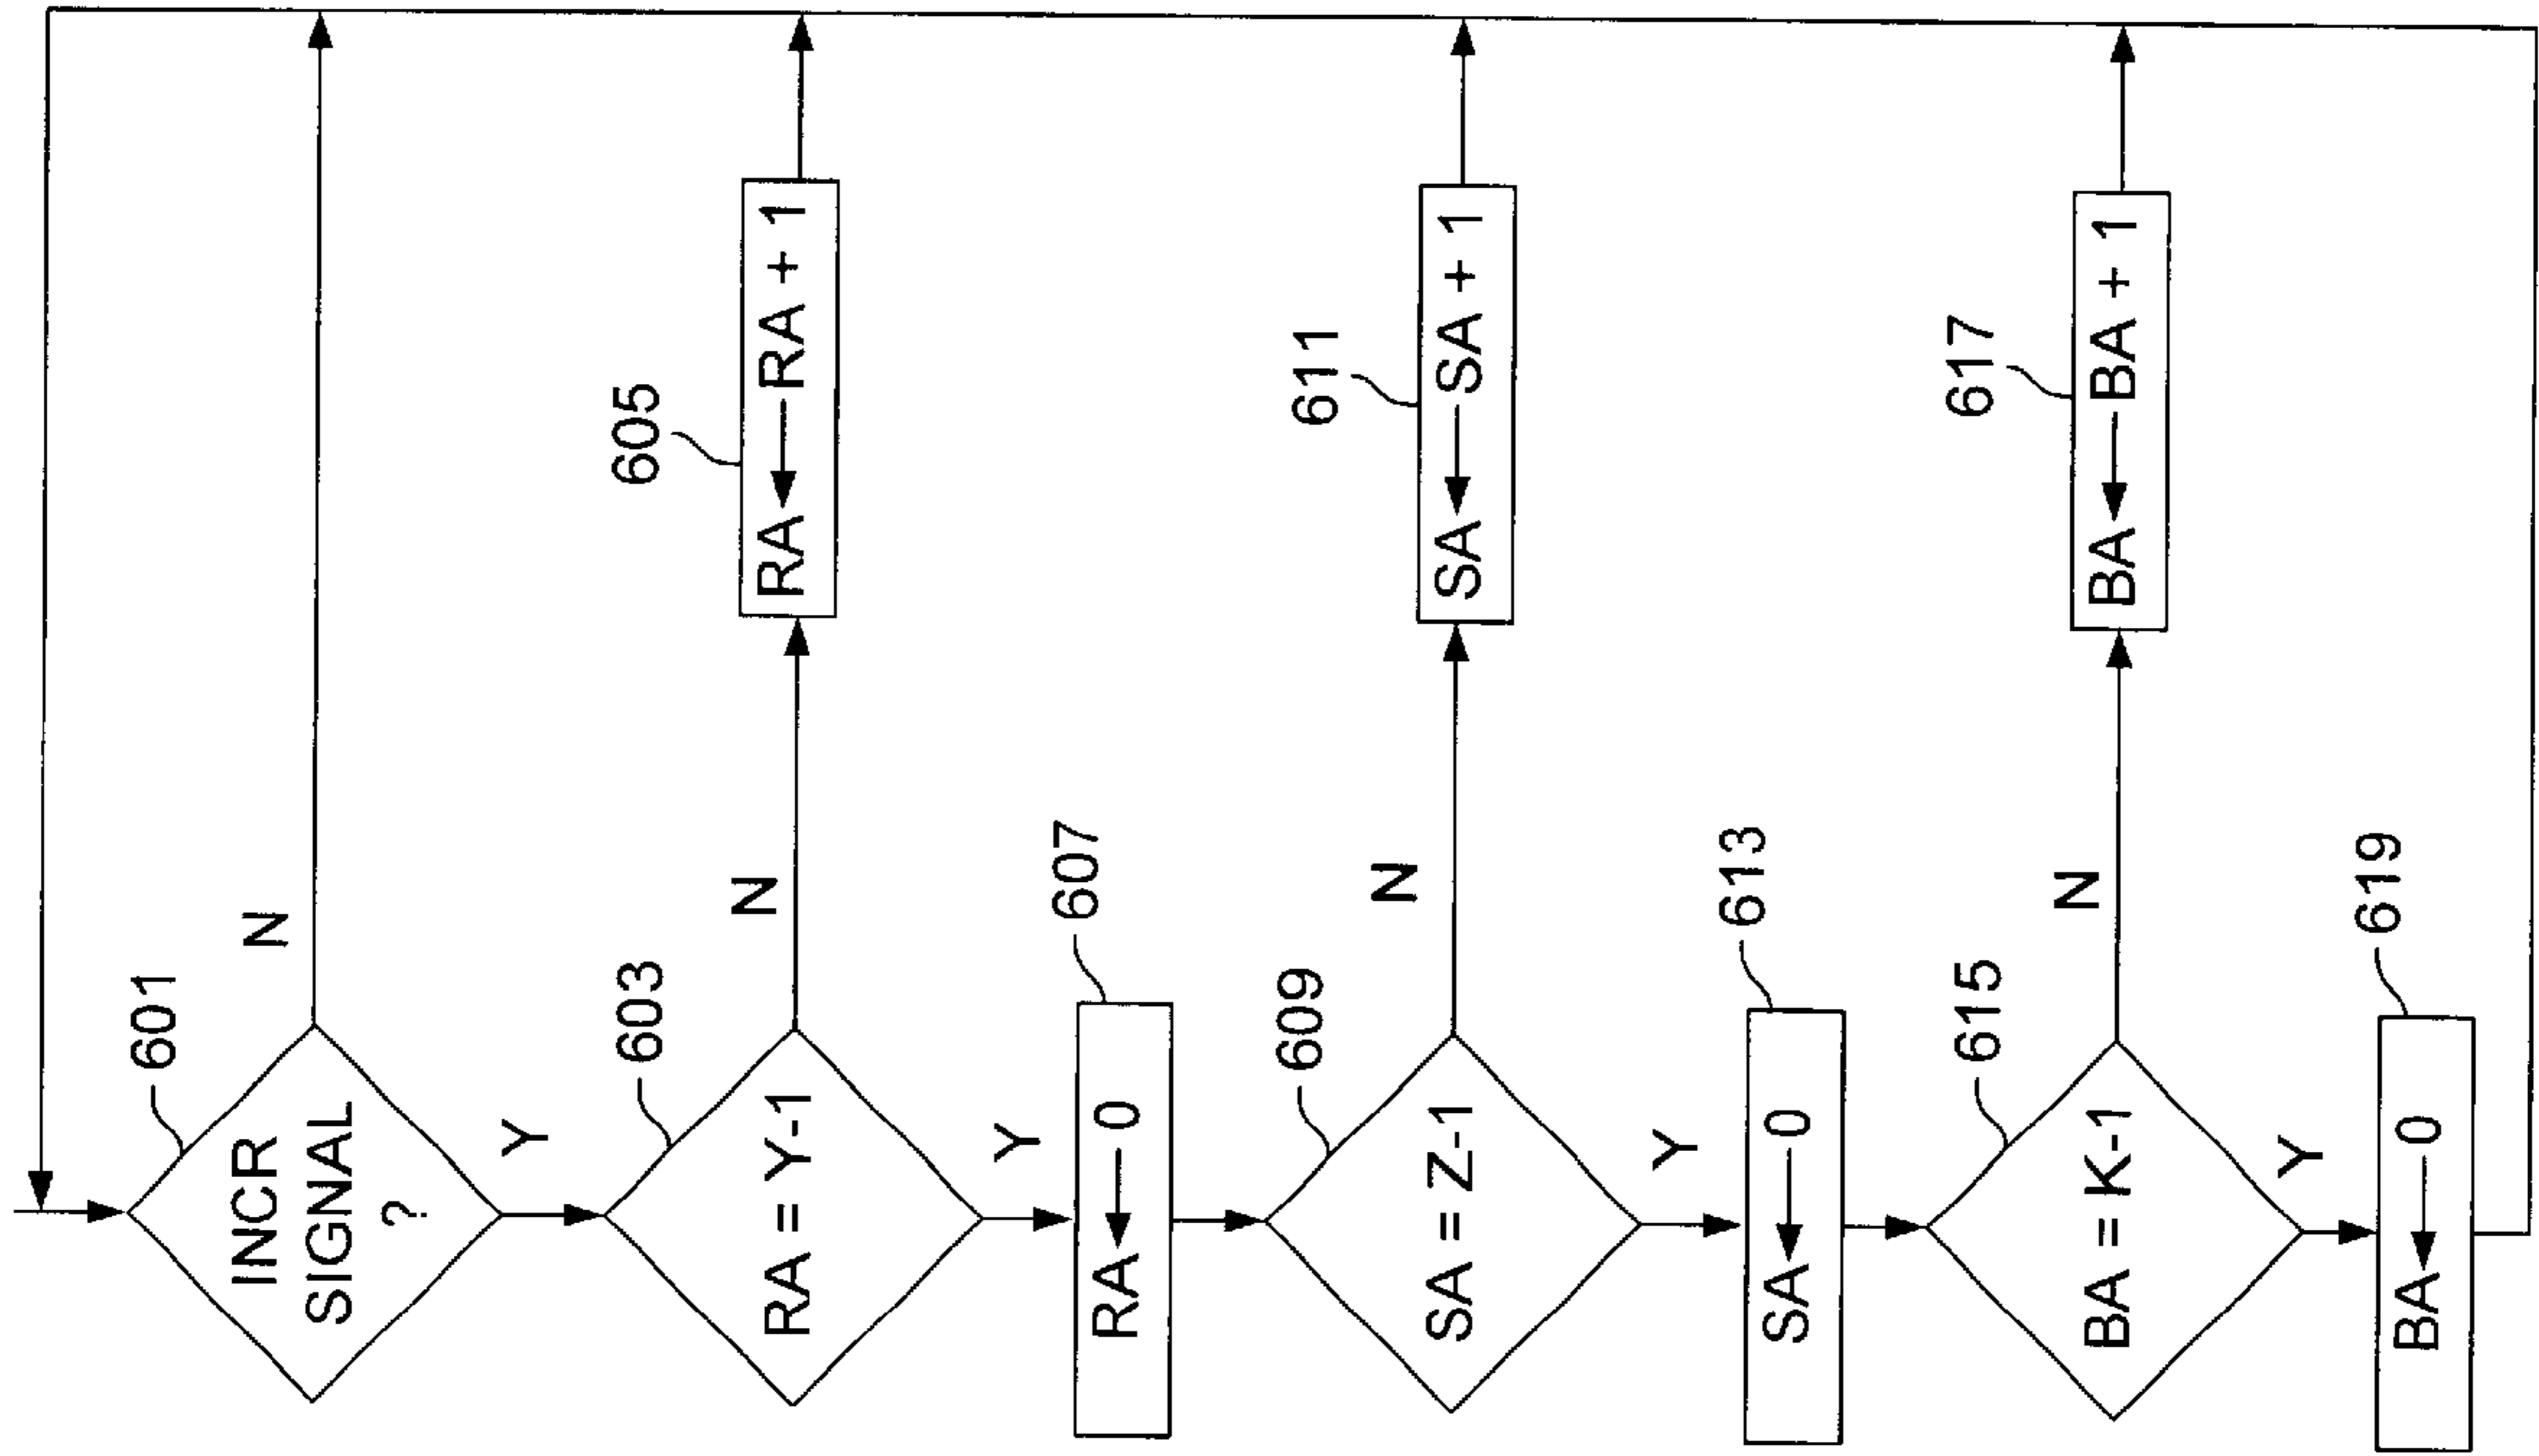 601
INCR
SIGNAL
?
N
Y
603
RA = Y-1
N
605
RA ← RA + 1
Y
607
RA ← 0
609
SA = Z-1
N
611
SA ← SA + 1
Y
613
SA ← 0
615
BA = K-1
N
617
BA ← BA + 1
Y
619
BA ← 0